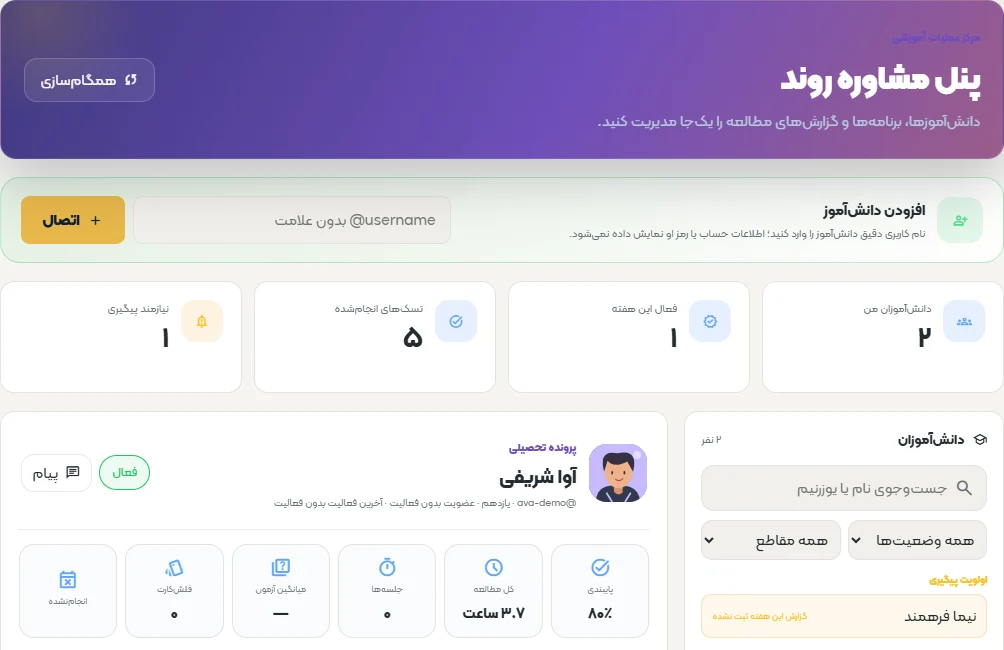 مرکز عملیات آموزشی
پنل مشاوره روند
دانش‌آموزها، برنامه‌ها و گزارش‌های مطالعه را یک‌جا مدیریت کنید.
همگام‌سازی
افزودن دانش‌آموز
نام کاربری دقیق دانش‌آموز را وارد کنید؛ اطلاعات حساب یا رمز او نمایش داده نمی‌شود.
username@ بدون علامت
+ اتصال
دانش‌آموزان من
۲
فعال این هفته
۱
تسک‌های انجام‌شده
۵
نیازمند پیگیری
۱
دانش‌آموزان
۲ نفر
جست‌وجوی نام یا یوزرنیم
همه وضعیت‌ها
همه مقاطع
اولویت پیگیری
نیما فرهمند
گزارش این هفته ثبت نشده
پرونده تحصیلی
آوا شریفی
@ava-demo · یازدهم · عضویت بدون فعالیت · آخرین فعالیت بدون فعالیت
فعال
پیام
پایبندی
۸۰٪
کل مطالعه
۳.۷ ساعت
جلسه‌ها
۰
میانگین آزمون
—
فلش‌کارت
۰
انجام‌نشده